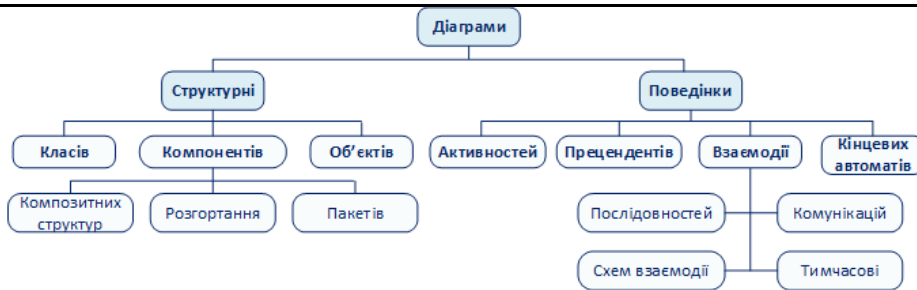 Діаграми
Структурні
Поведінки
Класів
Компонентів
Об’єктів
Активностей
Прецендентів
Взаємодії
Кінцевих
автоматів
Композитних
структур
Розгортання
Пакетів
Послідовностей
Комунікацій
Схем взаємодії
Тимчасові